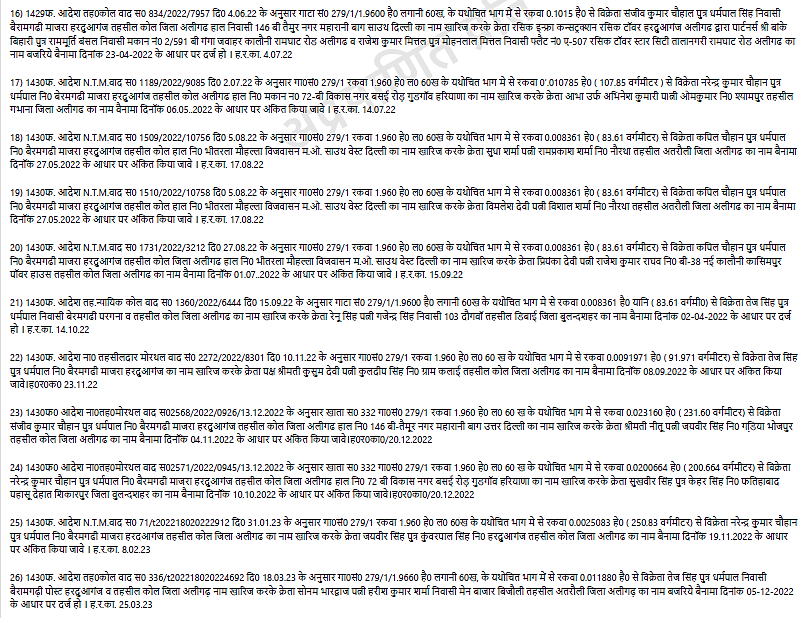 16) 1429फ. आदेश तह0कोल वाद स0 834/2022/7957 दि0 4.06.22 के अनुसार गाटा सं0 279/1/1.9600 है0 लगानी 60ख, के यथोचित भाग में से रकवा 0.1015 है0 से विक्रेता संजीव कुमार चौहाल पुत्र धर्मपाल सिंह निवासी
बैरामगढी माजरा हरदुआगंज तहसील कोल जिला अलीगढ हाल निवासी 146 बी तैमुर नगर महारानी बाग साउथ दिल्ली का नाम खारिज करके क्रेता रसिक इन्फ्रा कन्सट्क्शन रसिक टॉवर हरदुआगंज अलीगढ द्वारा पार्टनर्स श्री बांके
बिहारी पुत्र राममूर्ति बंसल निवासी मकान न0 2/591 बी गंगा जवाहर कालौनी रामघाट रोड अलीगढ व राजेश कुमार मित्तल पुत्र मोहनलाल मित्तल निवासी फ्लैट नं0 ए-507 रसिक टॉवर स्टार सिटी तालानगरी रामघाट रोड अलीगढ का
नाम बजरिये बैनामा दिनांक 23-04-2022 के आधार पर दर्ज हो । ह.र.का. 4.07.22
17) 1430फ. आदेश N.T.M.वाद स0 1189/2022/9085 दि0 2.07.22 के अनुसार गा0सं0 279/1 रकवा 1.960 हे0 ल0 60ख के यथोचित भाग मे से रकवा 0'.010785 हे0 ( 107.85 वर्गमीटर ) से विक्रेता नरेन्द्र कुमार चौहान पुत्र
धर्मपाल नि0 बैरमगढी माजरा हरदुआगंज तहसील कोल अलीगढ हाल नि0 मकान न0 72-बी विकास नगर बसई रोड़ गुडगॉव हरियाणा का नाम खारिज करके क्रेता आभा उर्फ अभिनेश कुमारी पत्नी ओमकुमार नि0 श्यामपुर तहसील
गभाना जिला अलीगढ का नाम वैनामा दिनॉक 06.05..2022 के आधार पर अंकित किया जावे । ह.र.का. 14.07.22
18) 1430फ. आदेश N.T.M.वाद स0 1509/2022/10756 दि0 5.08.22 के अनुसार गा0सं0 279/1 रकवा 1.960 हे0 ल0 60ख के यथोचित भाग मे से रकवा 0.008361 हे0 ( 83.61 वर्गमीटर) से विक्रेता कपिल चौहान पुत्र धर्मपाल
नि0 बैरमगढी माजरा हरदुआगंज तहसील कोल हाल नि0 भीतरला मौहल्ला विजवासन म.ओ. साउथ वेस्ट दिल्ली का नाम खारिज करके क्रेता सुधा शर्मा पत्नी रामप्रकाश शर्मा नि0 नौरथा तहसील अतरौली जिला अलीगढ का नाम बैनामा
दिनॉक 27.05.2022 के आधार पर अंकित किया जावे । ह.र.का. 17.08.22
19) 1430फ. आदेश N.T.M.वाद स0 1510/2022/10758 दि0 5.08.22 के अनुसार गा0सं0 279/1 रकवा 1.960 हे0 ल0 60ख के यथोचित भाग मे से रकवा 0.008361 हे0 ( 83.61 वर्गमीटर) से विक्रेता कपिल चौहान पुत्र धर्मपाल
नि0 बैरमगढी माजरा हरदुआगंज तहसील कोल हाल नि0 भीतरला मौहल्ला विजवासन म.ओ. साउथ वेस्ट दिल्ली का नाम खारिज करके क्रेता विमलेश देवी पत्नी विशाल शर्मा नि0 नौरथा तहसील अतरौली जिला अलीगढ का नाम बैनामा
दिनॉक 27.05.2022 के आधार पर अंकित किया जावे । ह.र.का. 17.08.22
20) 1430फ. आदेश N.T.M.वाद स0 1731/2022/3212 दि0 27.08.22 के अनुसार गा0सं0 279/1 रकवा 1.960 हे0 ल0 60ख के यथोचित भाग मे से रकवा 0.008361 हे0 ( 83.61 वर्गमीटर) से विक्रेता कपिल चौहान पुत्र धर्मपाल
नि0 बैरमगढी माजरा हरदुआगंज तहसील कोल जिला अलीगढ हाल नि0 भीतरला मौहल्ला विजवासन म.ओ. साउथ वेस्ट दिल्ली का नाम खारिज करके क्रेता प्रियंका देवी पत्नी राजेश कुमार राघव नि0 बी-38 नई कालौनी कासिमपुर
पॉवर हाउस तहसील कोल जिला अलीगढ का नाम वैनामा दिनांक 01.07..2022 के आधार पर अंकित किया जावे । ह.र.का. 15.09.22
21) 1430फ. आदेश तह.न्यायिक कोल वाद स0 1360/2022/6444 दि0 15.09.22 के अनुसार गाटा सं0 279/1/1.9600 है0 लगानी 60ख के यथोचित भाग मे से रकवा 0.008361 है0 यानि ( 83.61 वर्गमी0) से विक्रेता तेज सिंह पुत्र
धर्मपाल सिंह निवासी बैरमगढी परगना व तहसील कोल जिला अलीगढ का नाम खारिज करके क्रेता रेनू सिंह पत्नी गजेन्द्र सिंह निवासी 103 दौगवॉ तहसील डिबाई जिला बुलन्दशहर का नाम बैनामा दिनांक 02-04-2022 के आधार पर दर्ज
हो । ह.र.का. 14.10.22
22) 1430फ. आदेश ना0 तहसीलदार मोरथल वाद सं0 2272/2022/8301 दि0 10.11.22 के अनुसार गा0सं0 279/1 रकवा 1.960 हे0 ल0 60 ख के यथोचित भाग मे से रकवा 0.0091971 हे0 ( 91.971 वर्गमीटर) से विक्रेता तेज सिंह
पुत्र धर्मपाल नि0 बैरमगढी माजरा हरदुआगंज तहसील कोल जिला अलीगढ का नाम खारिज करके क्रेता पक्ष श्रीमती कुसुम देवी पत्नी कुलदीप सिंह नि0 ग्राम कलाई तहसील कोल जिला अलीगढ का नाम बैनामा दिनॉक 08.09.2022 के आधार पर अंकित किया
जावे।ह0र0का0 23.11.22
23) 1430फ0 आदेश ना0तह0मोरथल वाद स02568/2022/0926/13.12.2022 के अनुसार खाता स0 332 गा0सं0 279/1 रकवा 1.960 हे0 ल0 60 ख के यथोचित भाग मे से रकवा 0.023160 हे0 ( 231.60 वर्गमीटर) से विक्रेता
संजीव कुमार चौहान पुत्र धर्मपाल नि0 बैरमगढी माजरा हरदुआगंज तहसील कोल जिला अलीगढ हाल नि0 146 बी-तैमूर नगर महारानी बाग उत्तर दिल्ली का नाम खारिज करके क्रेता श्रीमती नीतू पत्नी जयवीर सिंह नि0 गडिया भोजपुर
तहसील कोल जिला अलीगढ का नाम बैनामा दिनॉक 04.11.2022 के आधार पर अंकित किया जावे।ह0र0का0/20.12.2022
24) 1430फ0 आदेश ना0तह0मोरथल वाद स02571/2022/0945/13.12.2022 के अनुसार खाता स0 332 गा0सं0 279/1 रकवा 1.960 हे0 ल0 60 ख के यथोचित भाग मे से रकवा 0.0200664 हे0 ( 200.664 वर्गमीटर) से विक्रेता
नरेन्द्र कुमार चौहान पुत्र धर्मपाल नि0 बैरमगढी माजरा हरदुआगंज तहसील कोल जिला अलीगढ हाल नि0 72 बी विकास नगर बसई रोड़ गुडगॉव हरियाणा का नाम खारिज करके क्रेता सुखवीर सिंह पुत्र केहर सिंह नि0 फतिहाबाद
पहासू देहात शिकारपुर जिला बुलन्दशहर का नाम बैनामा दिनॉक 10.10.2022 के आधार पर अंकित किया जावे।ह0र0का0/20.12.2022
25) 1430फ. आदेश N.T.M.वाद स0 71/t202218020222912 दि0 31.01.23 के अनुसार गा0सं0 279/1 रकवा 1.960 हे0 ल0 60ख के यथोचित भाग मे से रकवा 0.0025083 हे0 ( 250.83 वर्गमीटर) से विक्रेता नरेन्द्र कुमार चौहान
पुत्र धर्मपाल नि0 बैरमगढी माजरा हरदआगंज तहसील कोल जिला अलीगढ का नाम खारिज करके क्रेता जयवीर सिंह पुत्र कुंवरपाल सिंह नि0 हरदुआगंज तहसील कोल जिला अलीगढ का नाम बैनामा दिनॉक 19.11.2022 के आधार
पर अंकित किया जावे । ह.र.का. 8.02.23
26) 1430फ. आदेश तह0कोल वाद स0 336/t202218020224692 दि0 18.03.23 के अनुसार गा0सं0 279/1/1.9660 है0 लगानी 60ख, के यथोचित भाग में से रकवा 0.011880 है0 से विक्रेता तेज सिंह पुत्र धर्मपाल निवासी
बैरामगढ़ी पोस्ट हरदुआगंज व तहसील कोल जिला अलीगढ़ नाम खारिज करके क्रेता सोनम भारद्वाज पत्नी हरीश कुमार शर्मा निवासी मेन बाजार बिजौली तहसील अतरौली जिला अलीगढ़ का नाम बजरिये बैनामा दिनांक 05-12-2022
के आधार पर दर्ज हो । ह.र.का. 25.03.23